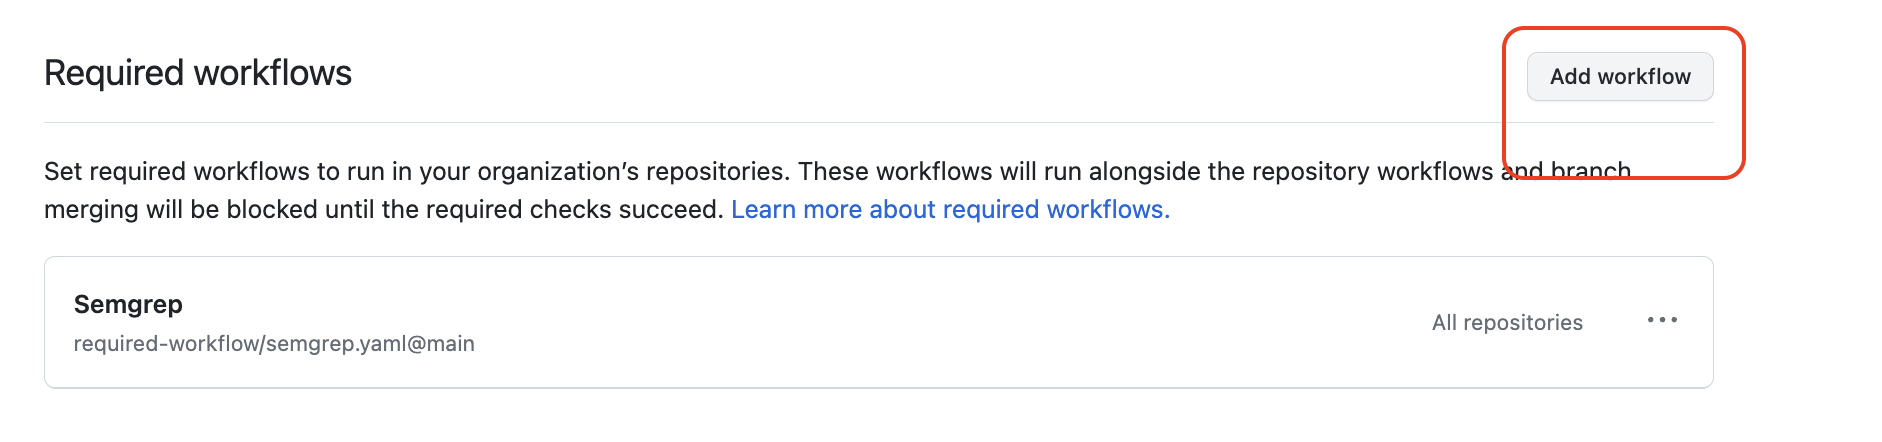 Required workflows
Add workflow
Set required workflows to run in your organization’s repositories. These workflows will run alongside the repository workflows and branch
merging will be blocked until the required checks succeed. Learn more about required workflows.
Semgrep
required-workflow/semgrep.yaml@main
All repositories